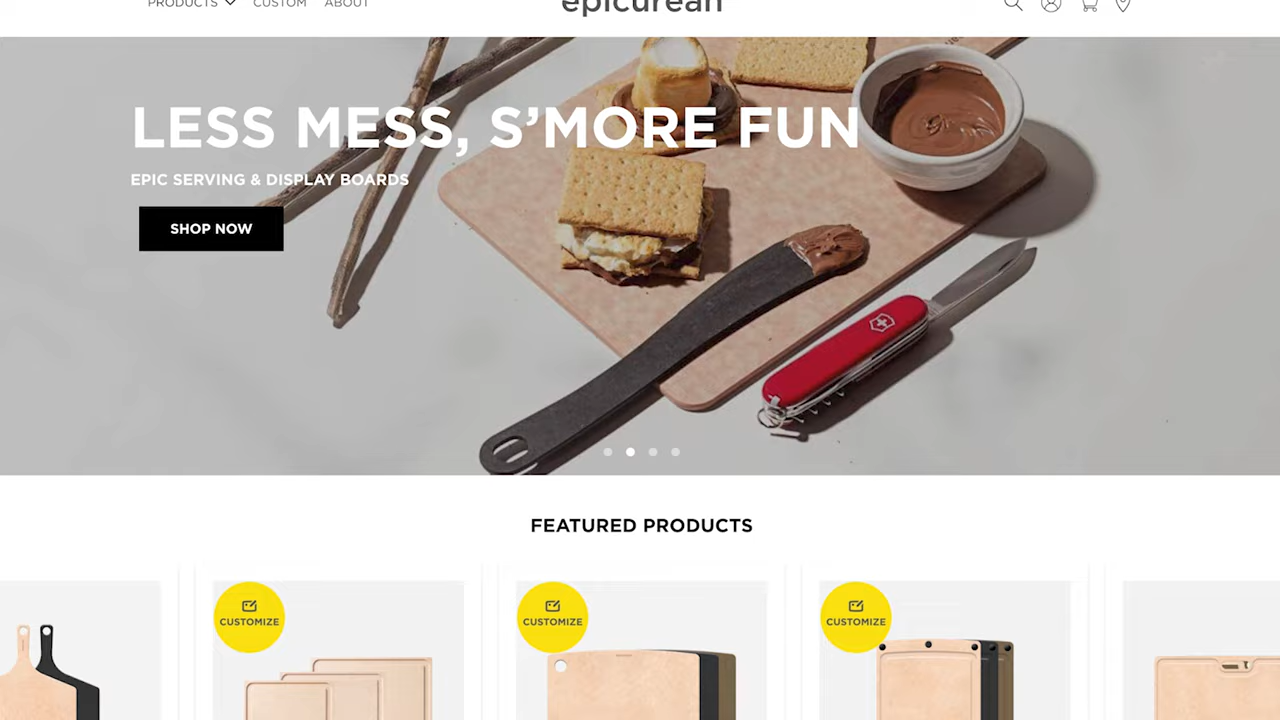 PRODUCTS CUSTOM ABOUT
epicurean
LESS MESS, S’MORE FUN
EPIC SERVING & DISPLAY BOARDS
SHOP NOW
FEATURED PRODUCTS
CUSTOMIZE CUSTOMIZE CUSTOMIZE